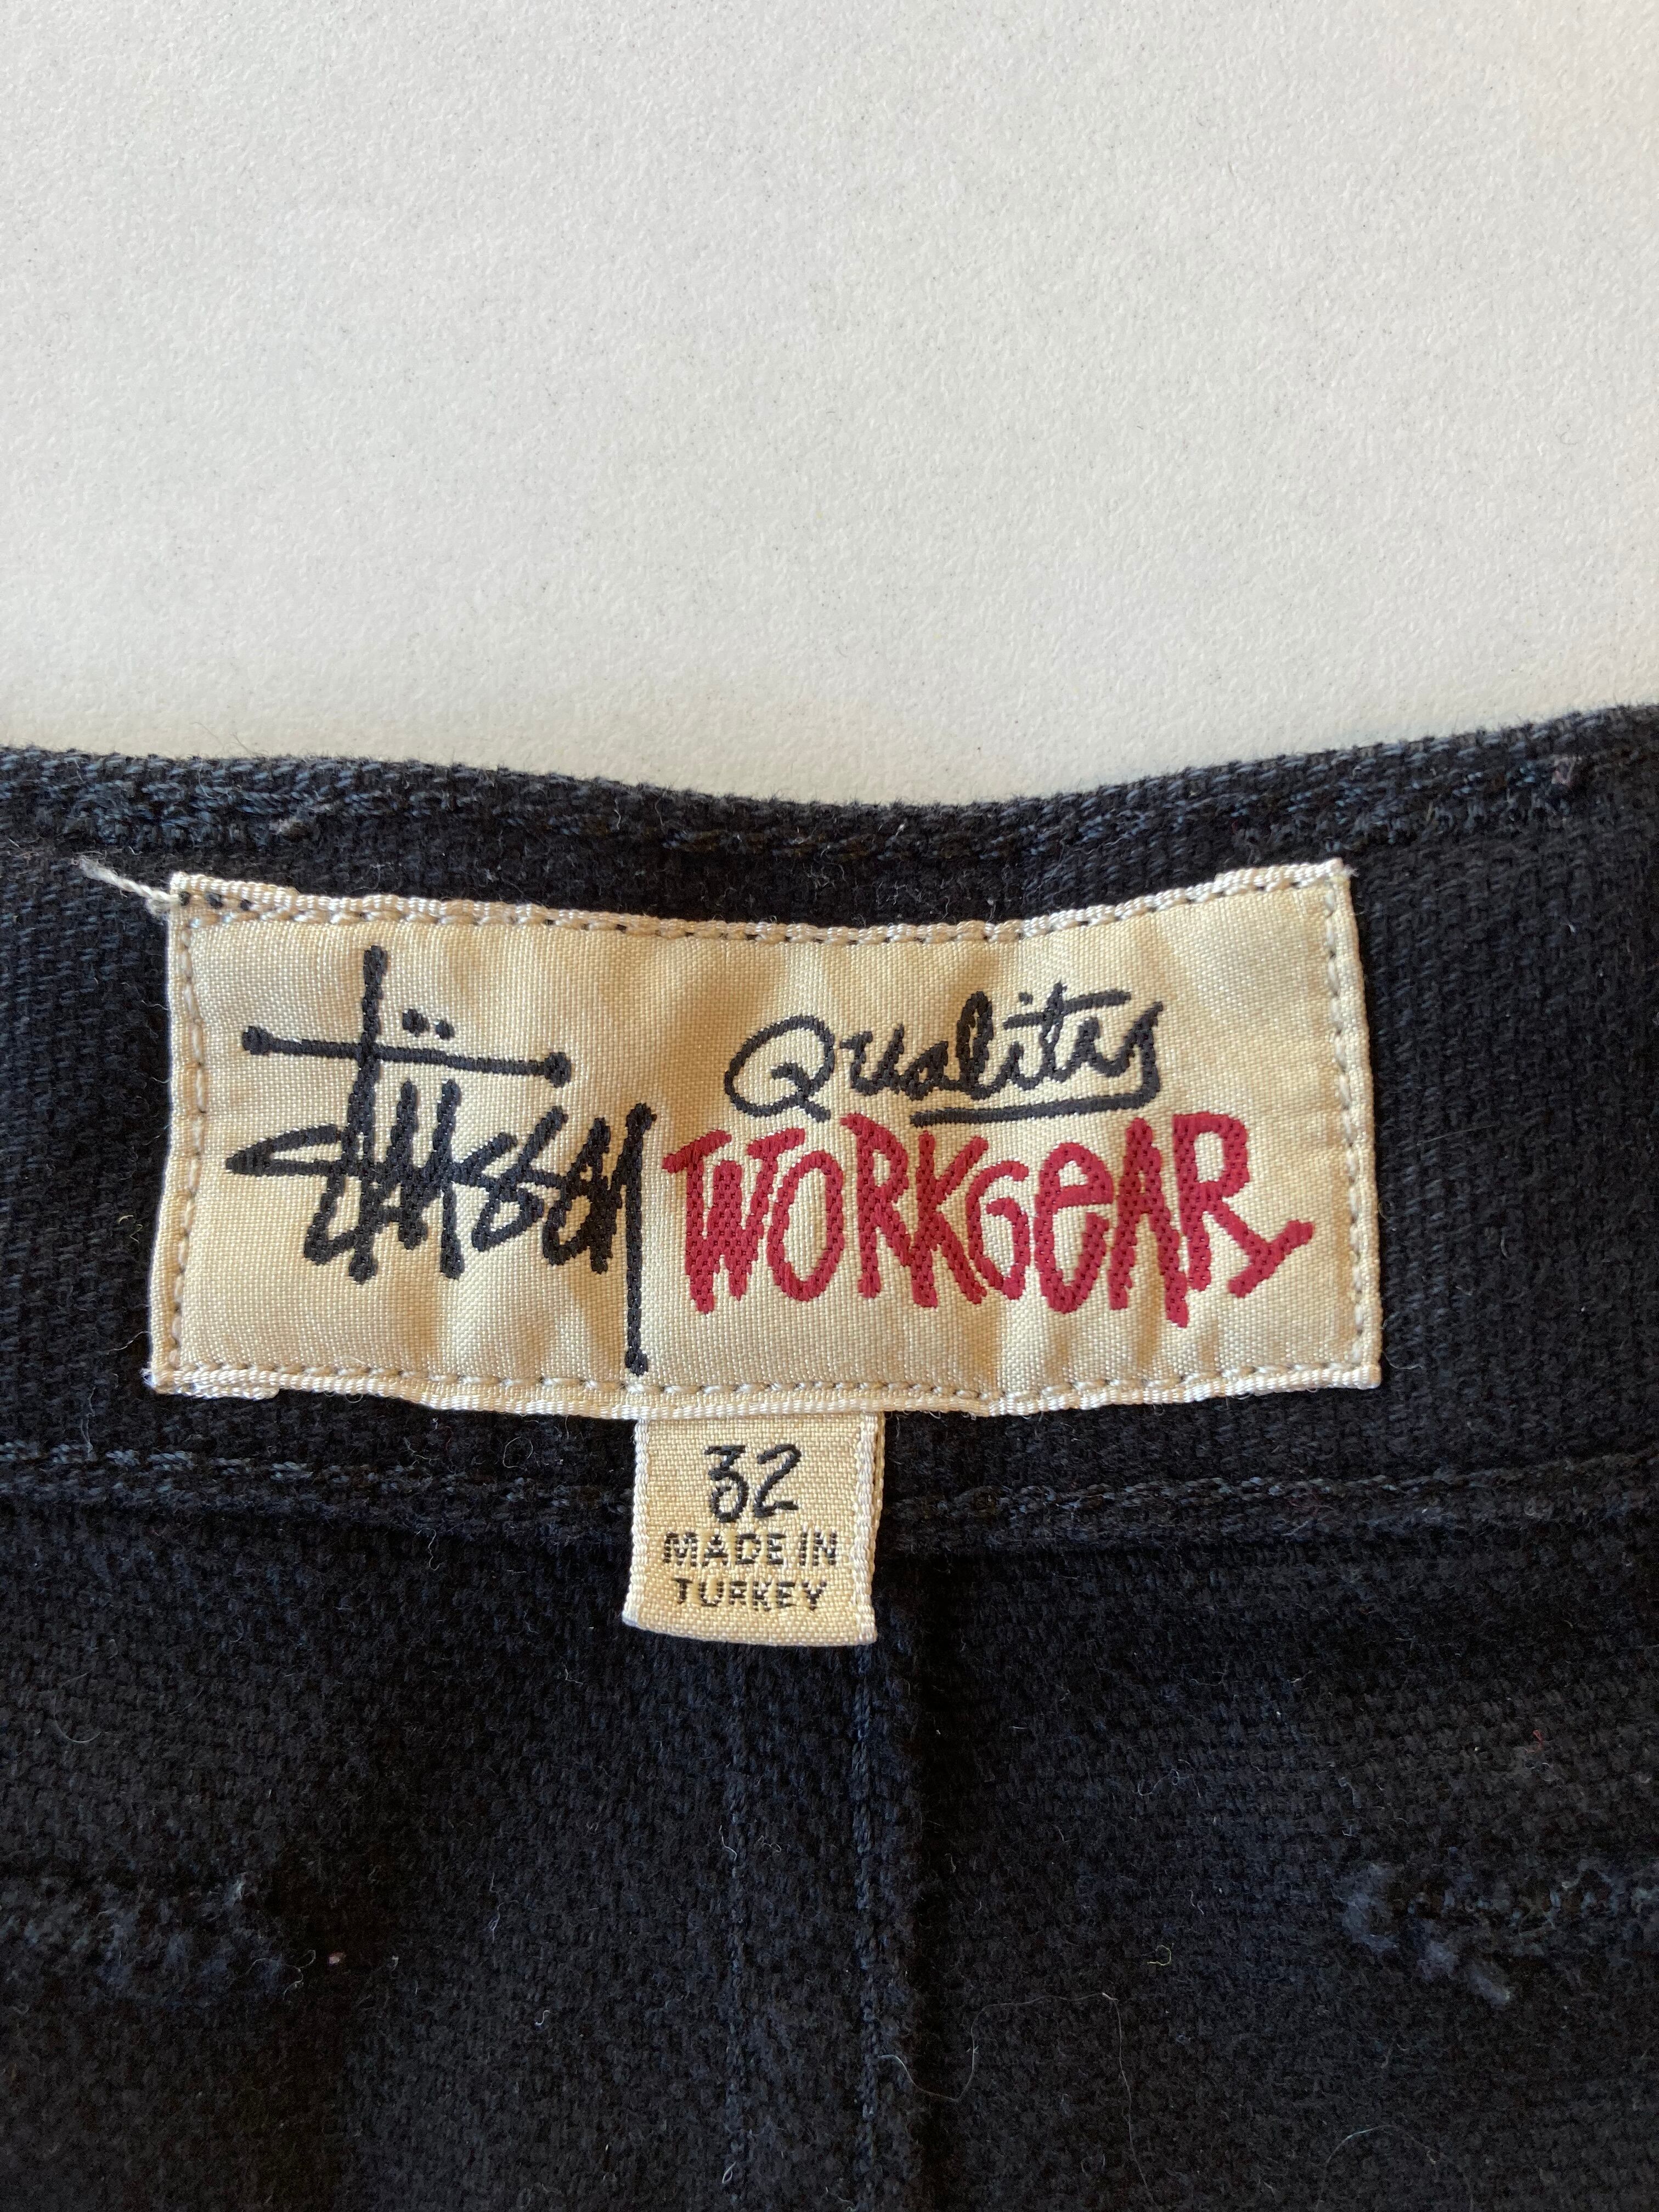 Stüssy
Quality
WORKGEAR
32
MADE IN
TURKEY